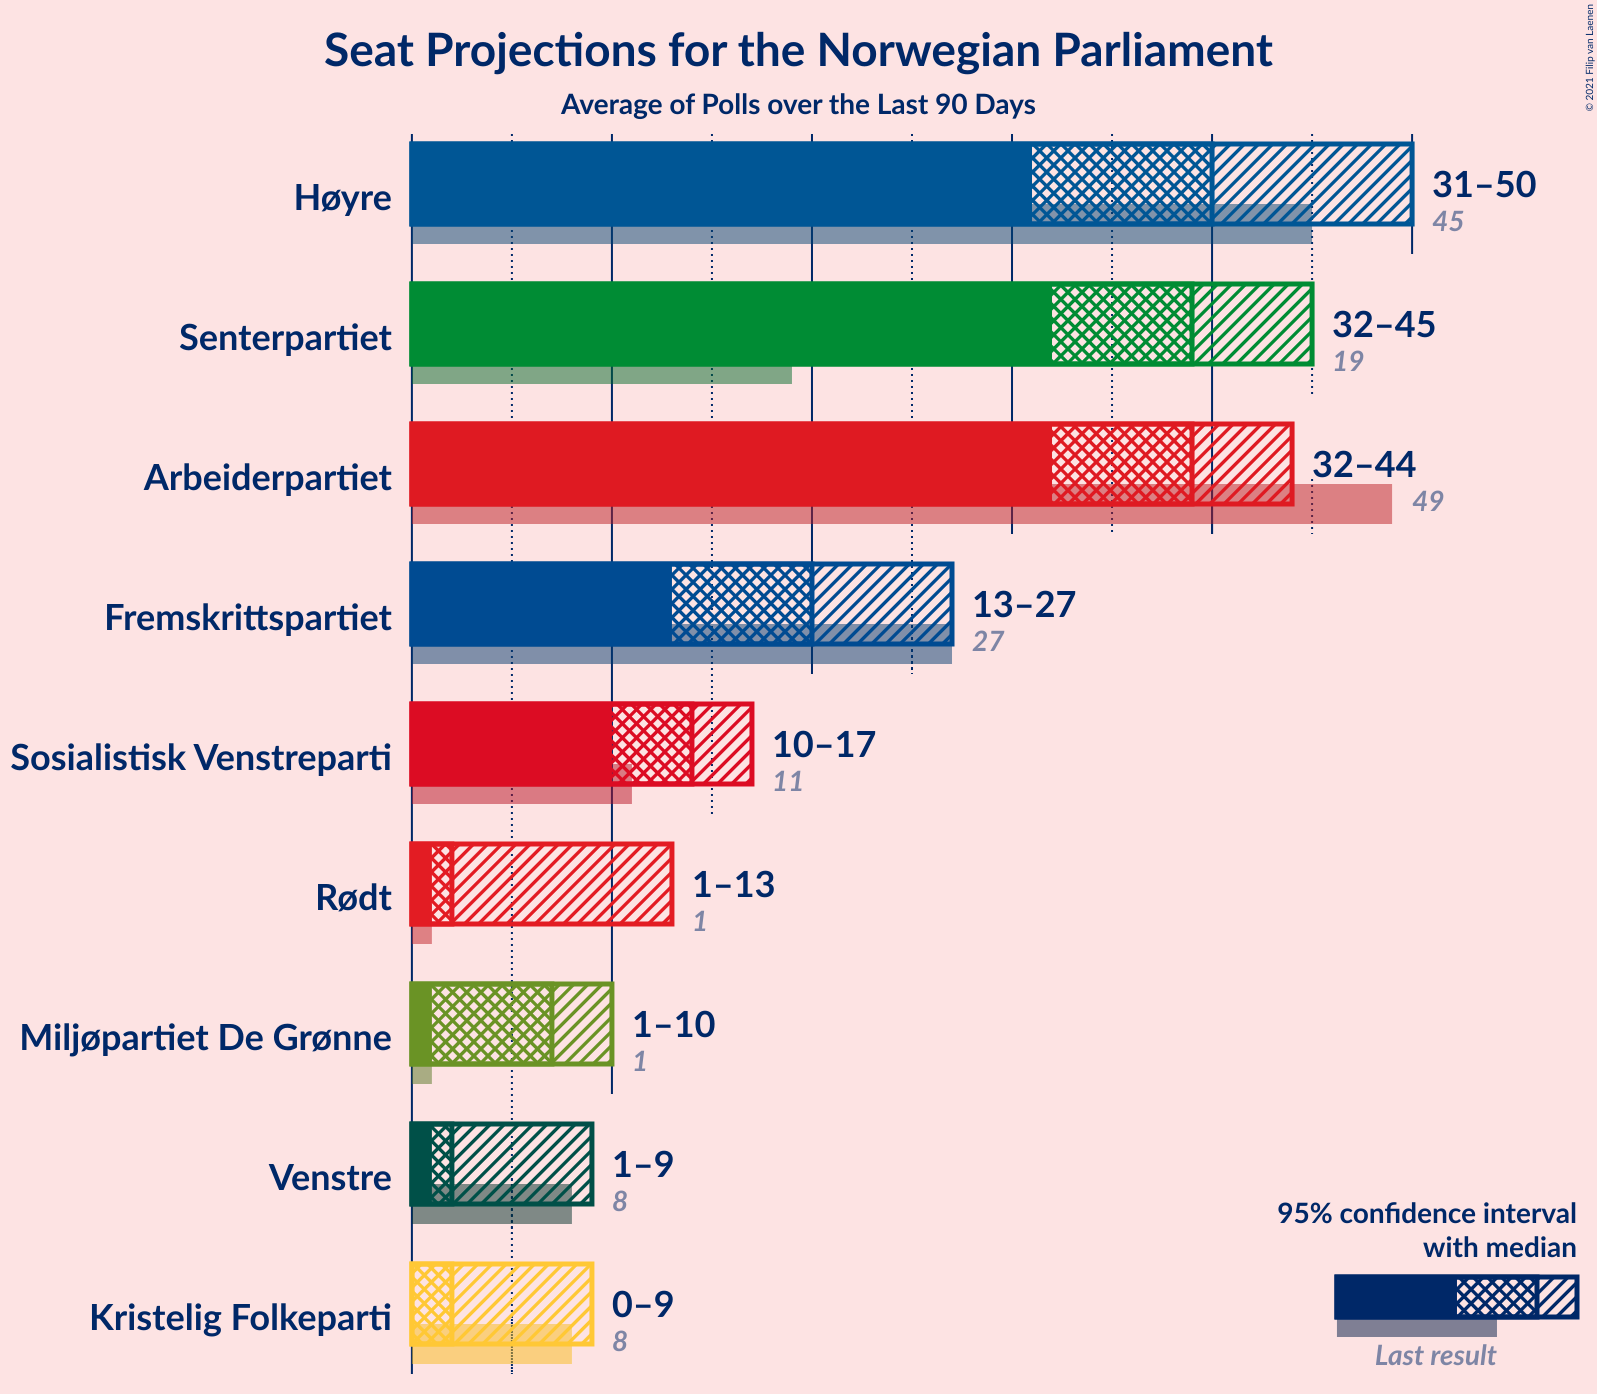 Seat Projections for the Norwegian Parliament
Average of Polls over the Last 90 Days
© 2021 Filip van Laenen
Høyre
31–50
45
Senterpartiet
32–45
19
Arbeiderpartiet
32–44
49
Fremskrittspartiet
13–27
27
Sosialistisk Venstreparti
10–17
11
Rødt
1–13
1
Miljøpartiet De Grønne
1–10
1
Venstre
1–9
8
Kristelig Folkeparti
0–9
8
95% confidence interval
with median
Last result